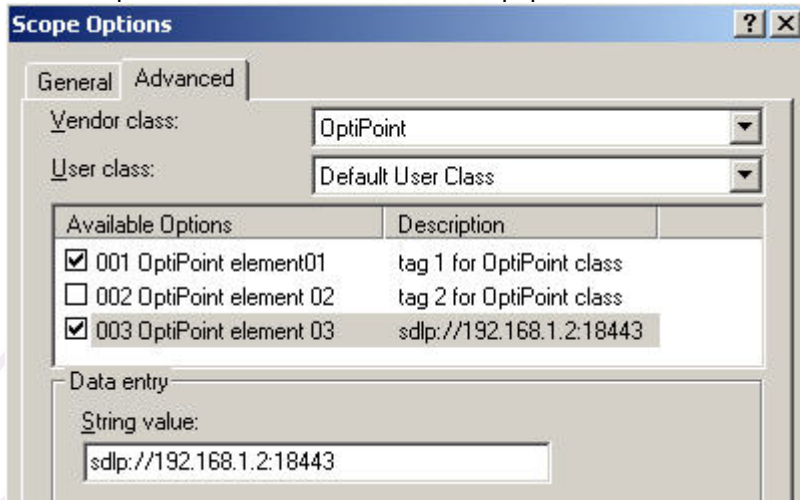 Scope Options
General Advanced
Vendor class: OptiPoint
User class: Default User Class
Available Options Description
001 OptiPoint element01 tag 1 for OptiPoint class
002 OptiPoint element 02 tag 2 for OptiPoint class
003 OptiPoint element 03 sdlp://192.168.1.2:18443
Data entry
String value:
sdlp://192.168.1.2:18443